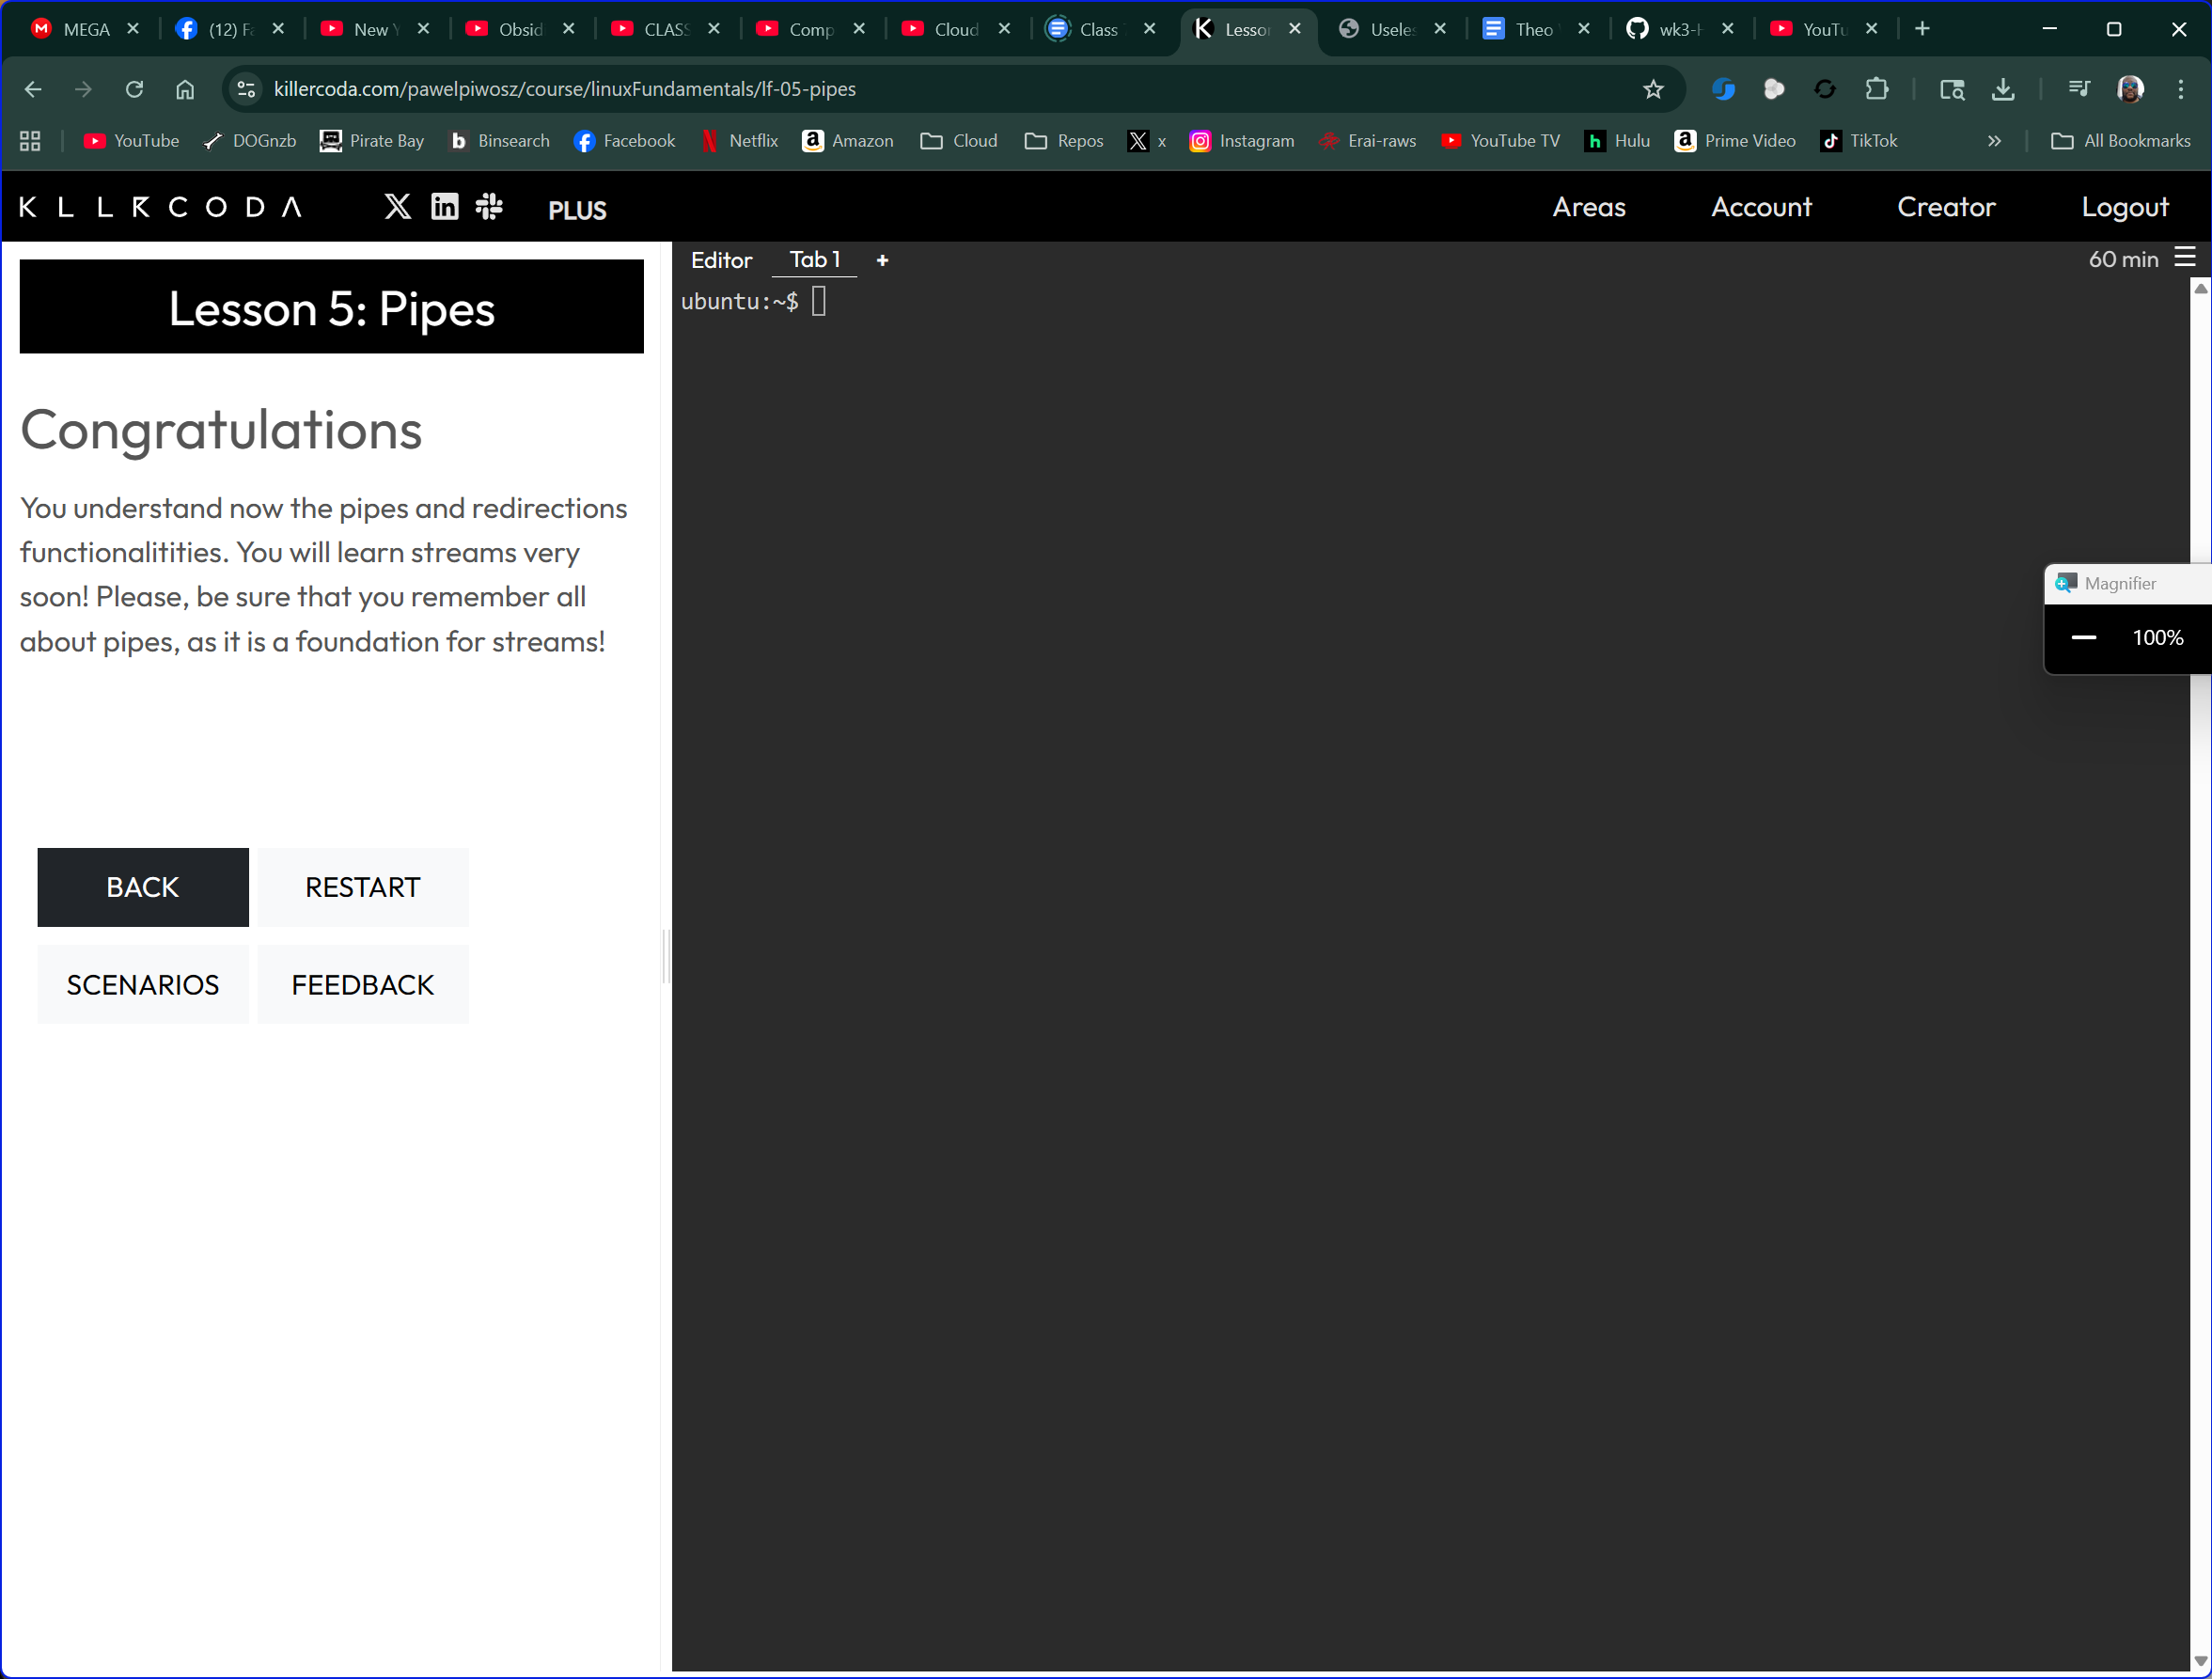 MEGA
(12) Fa
New Y
Obsid
CLASS
Comp
Cloud
Class 7
Lesson
Useles
Theo W
wk3-H
YouTu
killercoda.com/pawelpiwosz/course/linuxFundamentals/lf-05-pipes
YouTube
DOGnzb
Pirate Bay
Binsearch
Facebook
Netflix
Amazon
Cloud
Repos
x
Instagram
Erai-raws
YouTube TV
Hulu
Prime Video
TikTok
All Bookmarks
KILLERCODA
PLUS
Areas
Account
Creator
Logout
Lesson 5: Pipes
Editor
Tab 1
+
60 min
ubuntu:~$
Congratulations
You understand now the pipes and redirections
functionalitities. You will learn streams very
soon! Please, be sure that you remember all
about pipes, as it is a foundation for streams!
Magnifier
100%
BACK
RESTART
SCENARIOS
FEEDBACK